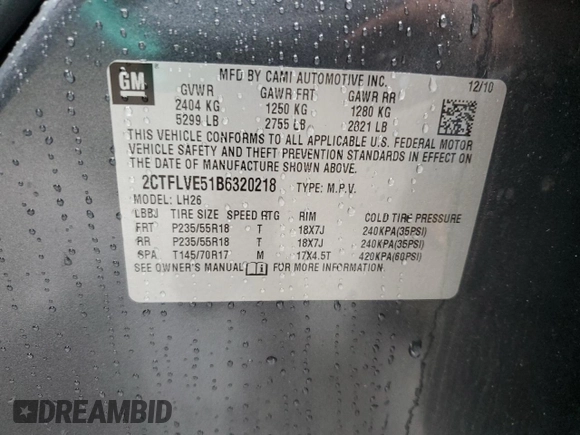 GM
MFD BY CAMI AUTOMOTIVE INC.
12/10
GVWR GAWR FRT GAWR RR
2404 KG 1250 KG 1280 KG
5299 LB 2755 LB 2821 LB
THIS VEHICLE CONFORMS TO ALL APPLICABLE U.S. FEDERAL MOTOR
VEHICLE SAFETY AND THEFT PREVENTION STANDARDS IN EFFECT ON
THE DATE OF MANUFACTURE SHOWN ABOVE.
2CTFLVE51B6320218 TYPE: M.P.V.
MODEL: LH26
LBBJ TIRE SIZE SPEED RTG RIM COLD TIRE PRESSURE
FRT P235/55R18 T 18X7J 240KPA(35PSI)
RR P235/55R18 T 18X7J 240KPA(35PSI)
SPA T145/70R17 M 17X4.5T 420KPA(60PSI)
SEE OWNER'S MANUAL i FOR MORE INFORMATION
DREAMBID